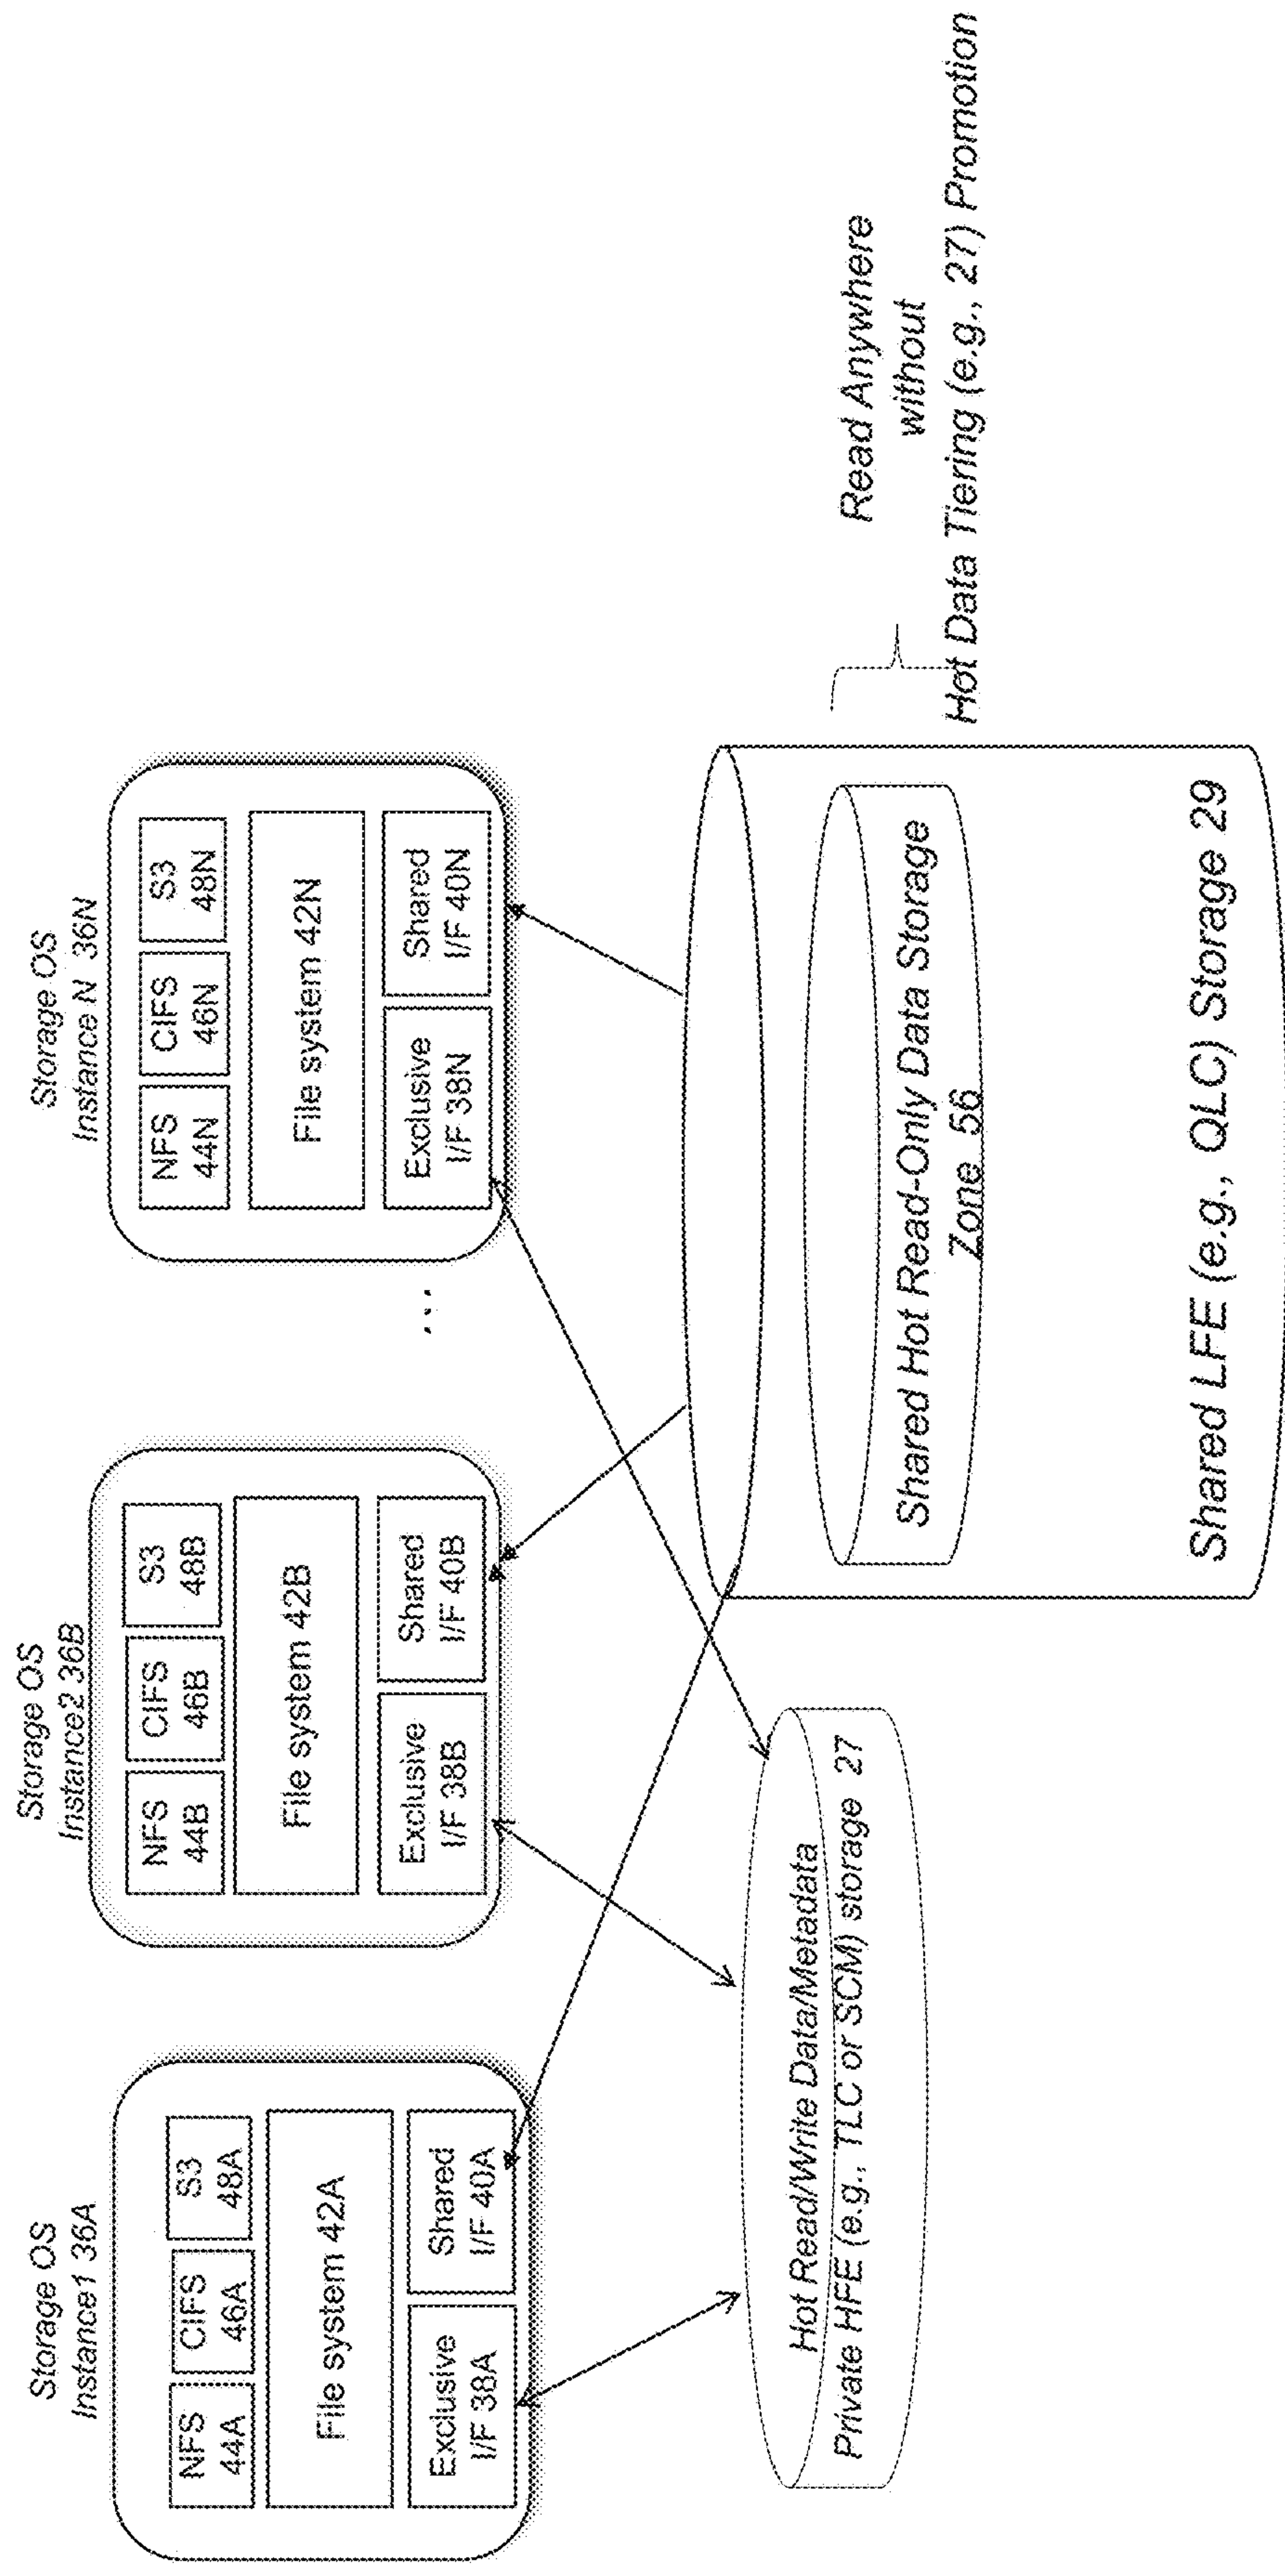 Storage OS
Instance1 36A
NFS
44A
CIFS
46A
S3
48A
File system 42A
Exclusive
I/F 38A
Shared
I/F 40A
Storage OS
Instance2 36B
NFS
44B
CIFS
46B
S3
48B
File system 42B
Exclusive
I/F 38B
Shared
I/F 40B
...
Storage OS
Instance N 36N
NFS
44N
CIFS
46N
S3
48N
File system 42N
Exclusive
I/F 38N
Shared
I/F 40N
Hot Read/Write Data/Metadata
Private HFE (e.g., TLC or SCM) storage 27
Shared Hot Read-Only Data Storage
Zone 56
Shared LFE (e.g., QLC) Storage 29
Read Anywhere
without
Hot Data Tiering (e.g., 27) Promotion